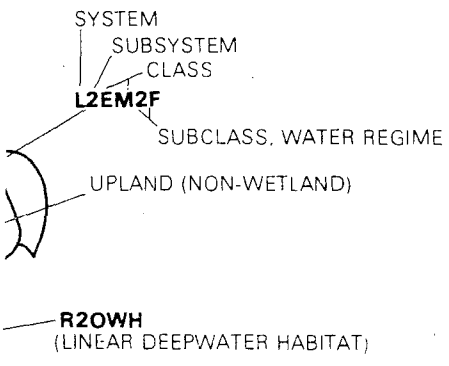 SYSTEM
SUBSYSTEM
CLASS
L2EM2F
SUBCLASS, WATER REGIME
UPLAND (NON-WETLAND)
R2OWH
(LINEAR DEEPWATER HABITAT)